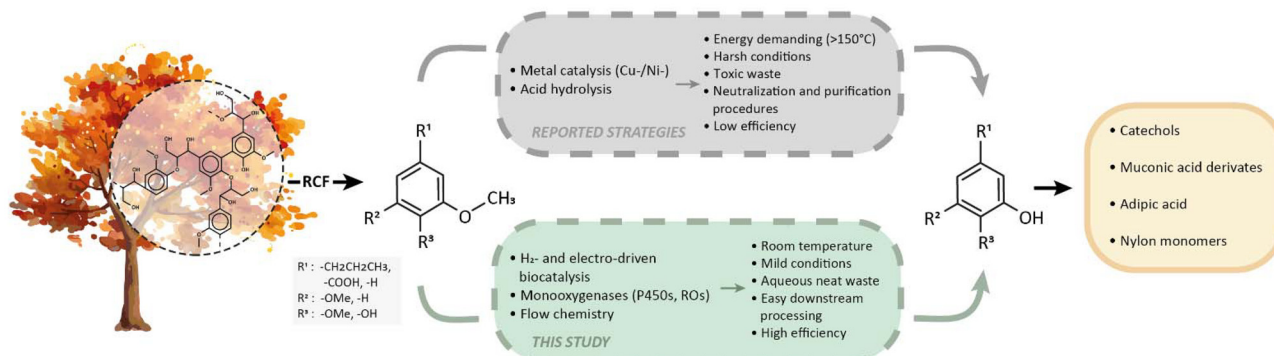 RCF
R¹ : -CH2CH2CH3,
-COOH, -H
R² : -OMe, -H
R³ : -OMe, -OH
R¹
R²
R³
O
CH₃
• Metal catalysis (Cu-/Ni-)
• Acid hydrolysis
• Energy demanding (>150°C)
• Harsh conditions
• Toxic waste
• Neutralization and purification
procedures
• Low efficiency
REPORTED STRATEGIES
• H₂- and electro-driven
biocatalysis
• Monooxygenases (P450s, ROs)
• Flow chemistry
• Room temperature
• Mild conditions
• Aqueous neat waste
• Easy downstream
processing
• High efficiency
THIS STUDY
R¹
R²
OH
R³
• Catechols
• Muconic acid derivates
• Adipic acid
• Nylon monomers